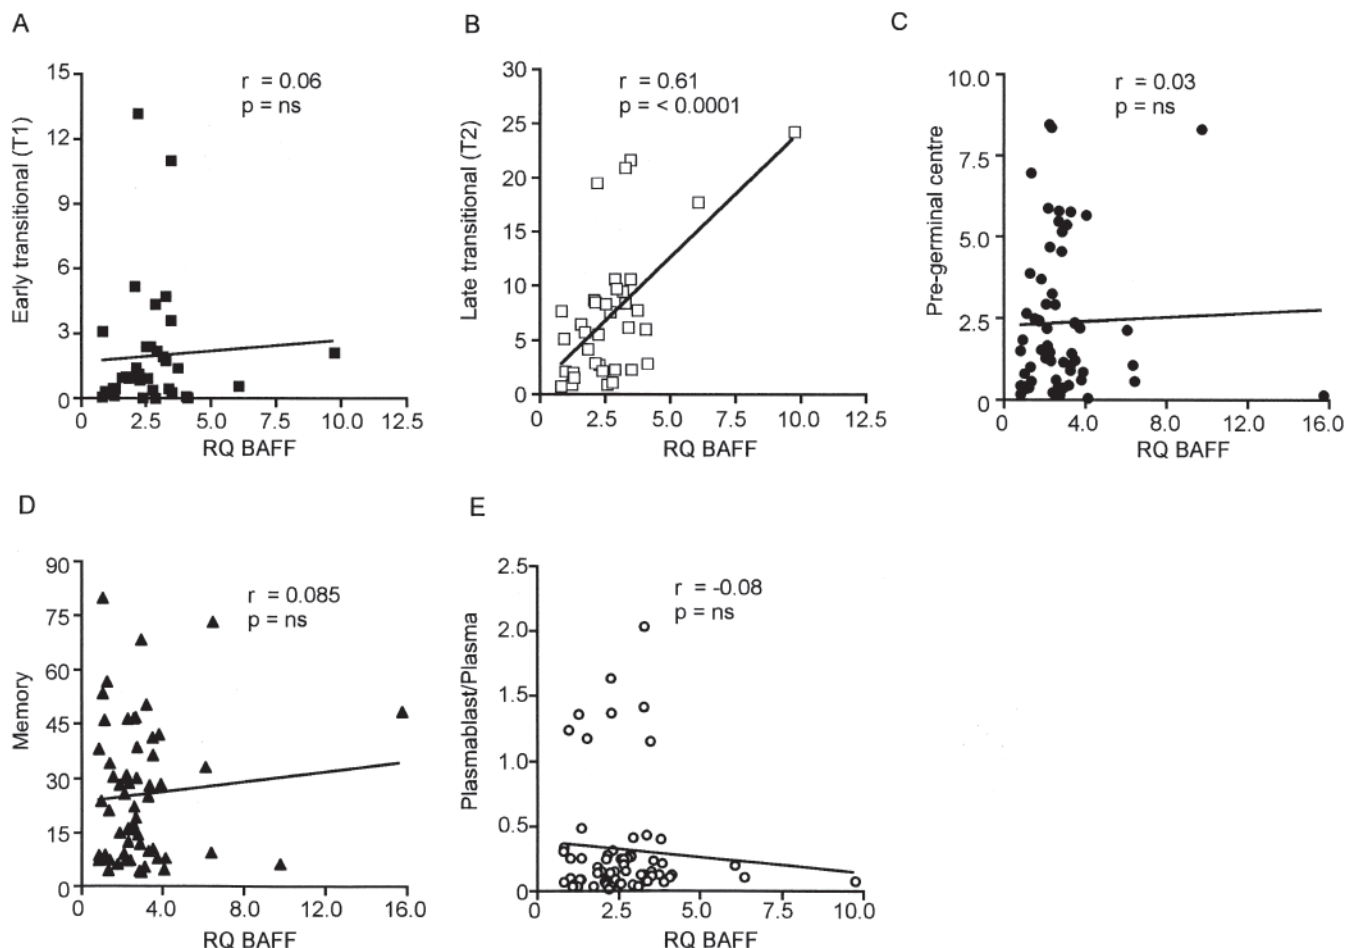 A
Early transitional (T1)
r = 0.06
p = ns
15
12
9
6
3
0
0 2.5 5.0 7.5 10.0 12.5
RQ BAFF
B
Late transitional (T2)
r = 0.61
p = < 0.0001
30
25
20
15
10
5
0
0 2.5 5.0 7.5 10.0 12.5
RQ BAFF
C
Pre-germinal centre
r = 0.03
p = ns
10.0
7.5
5.0
2.5
0
0 4.0 8.0 12.0 16.0
RQ BAFF
D
Memory
r = 0.085
p = ns
90
75
60
45
30
15
0
0 4.0 8.0 12.0 16.0
RQ BAFF
E
Plasmablast/Plasma
r = -0.08
p = ns
2.5
2.0
1.5
1.0
0.5
0
0 2.5 5.0 7.5 10.0
RQ BAFF